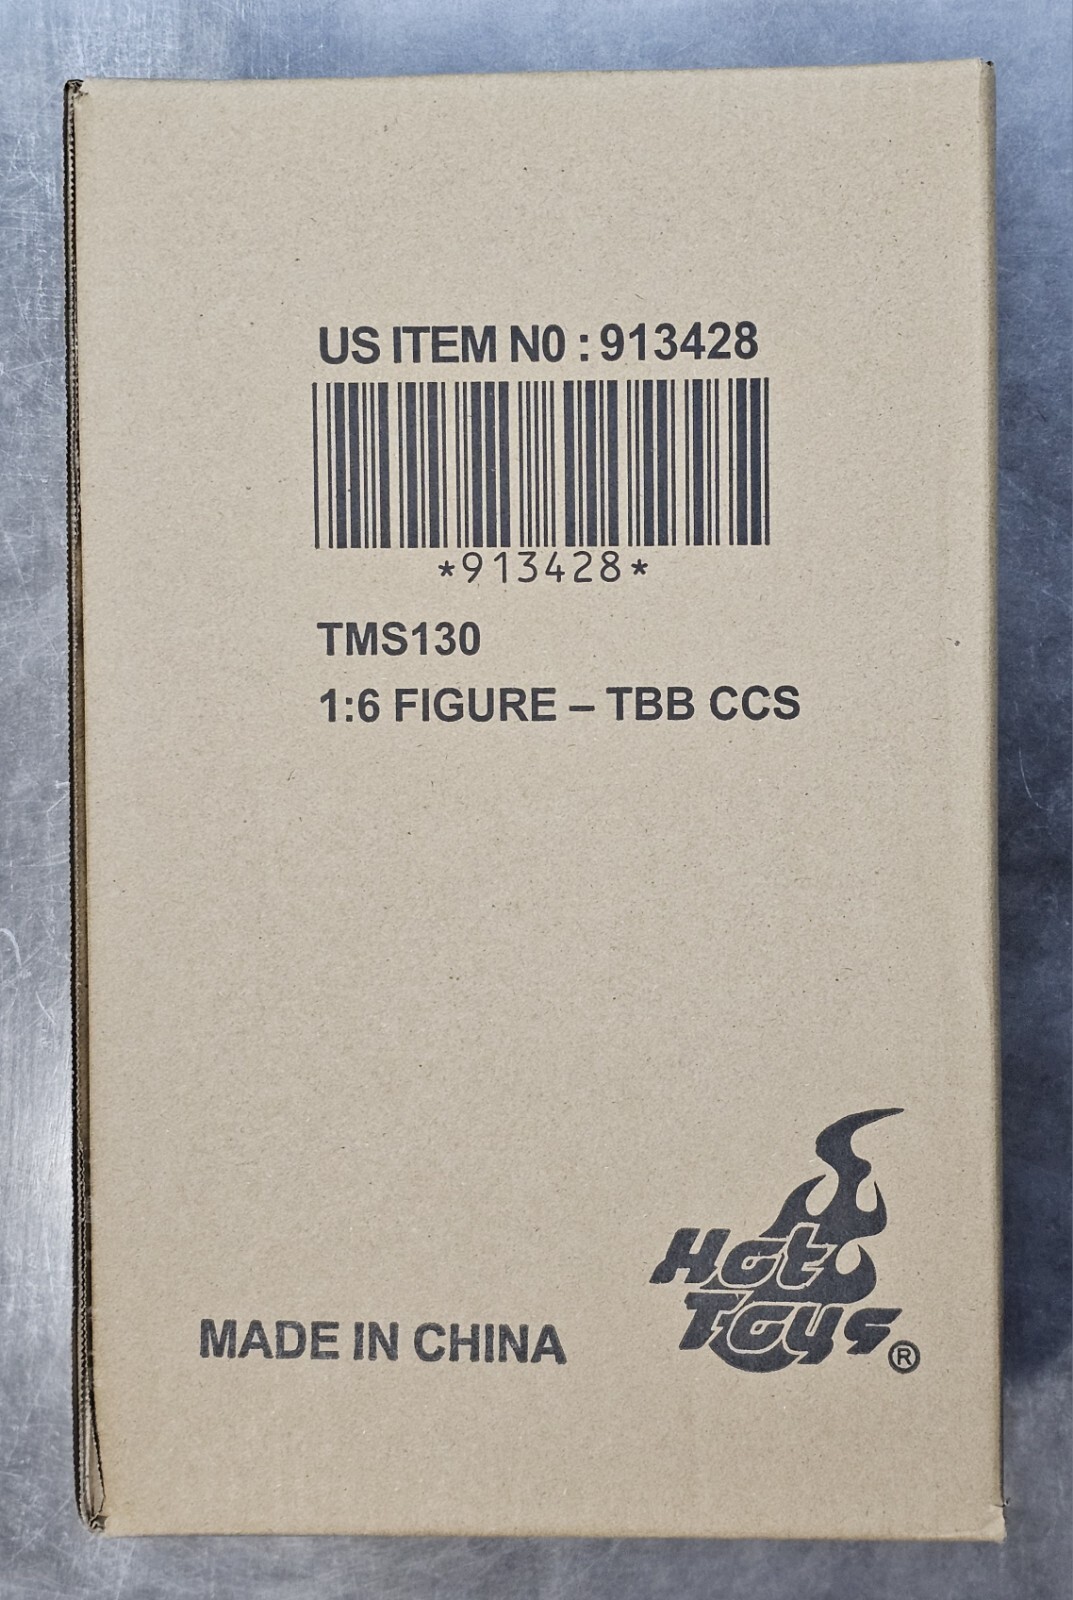 US ITEM N0 : 913428
*913428*
TMS130
1:6 FIGURE – TBB CCS
Hot
Toys®
MADE IN CHINA